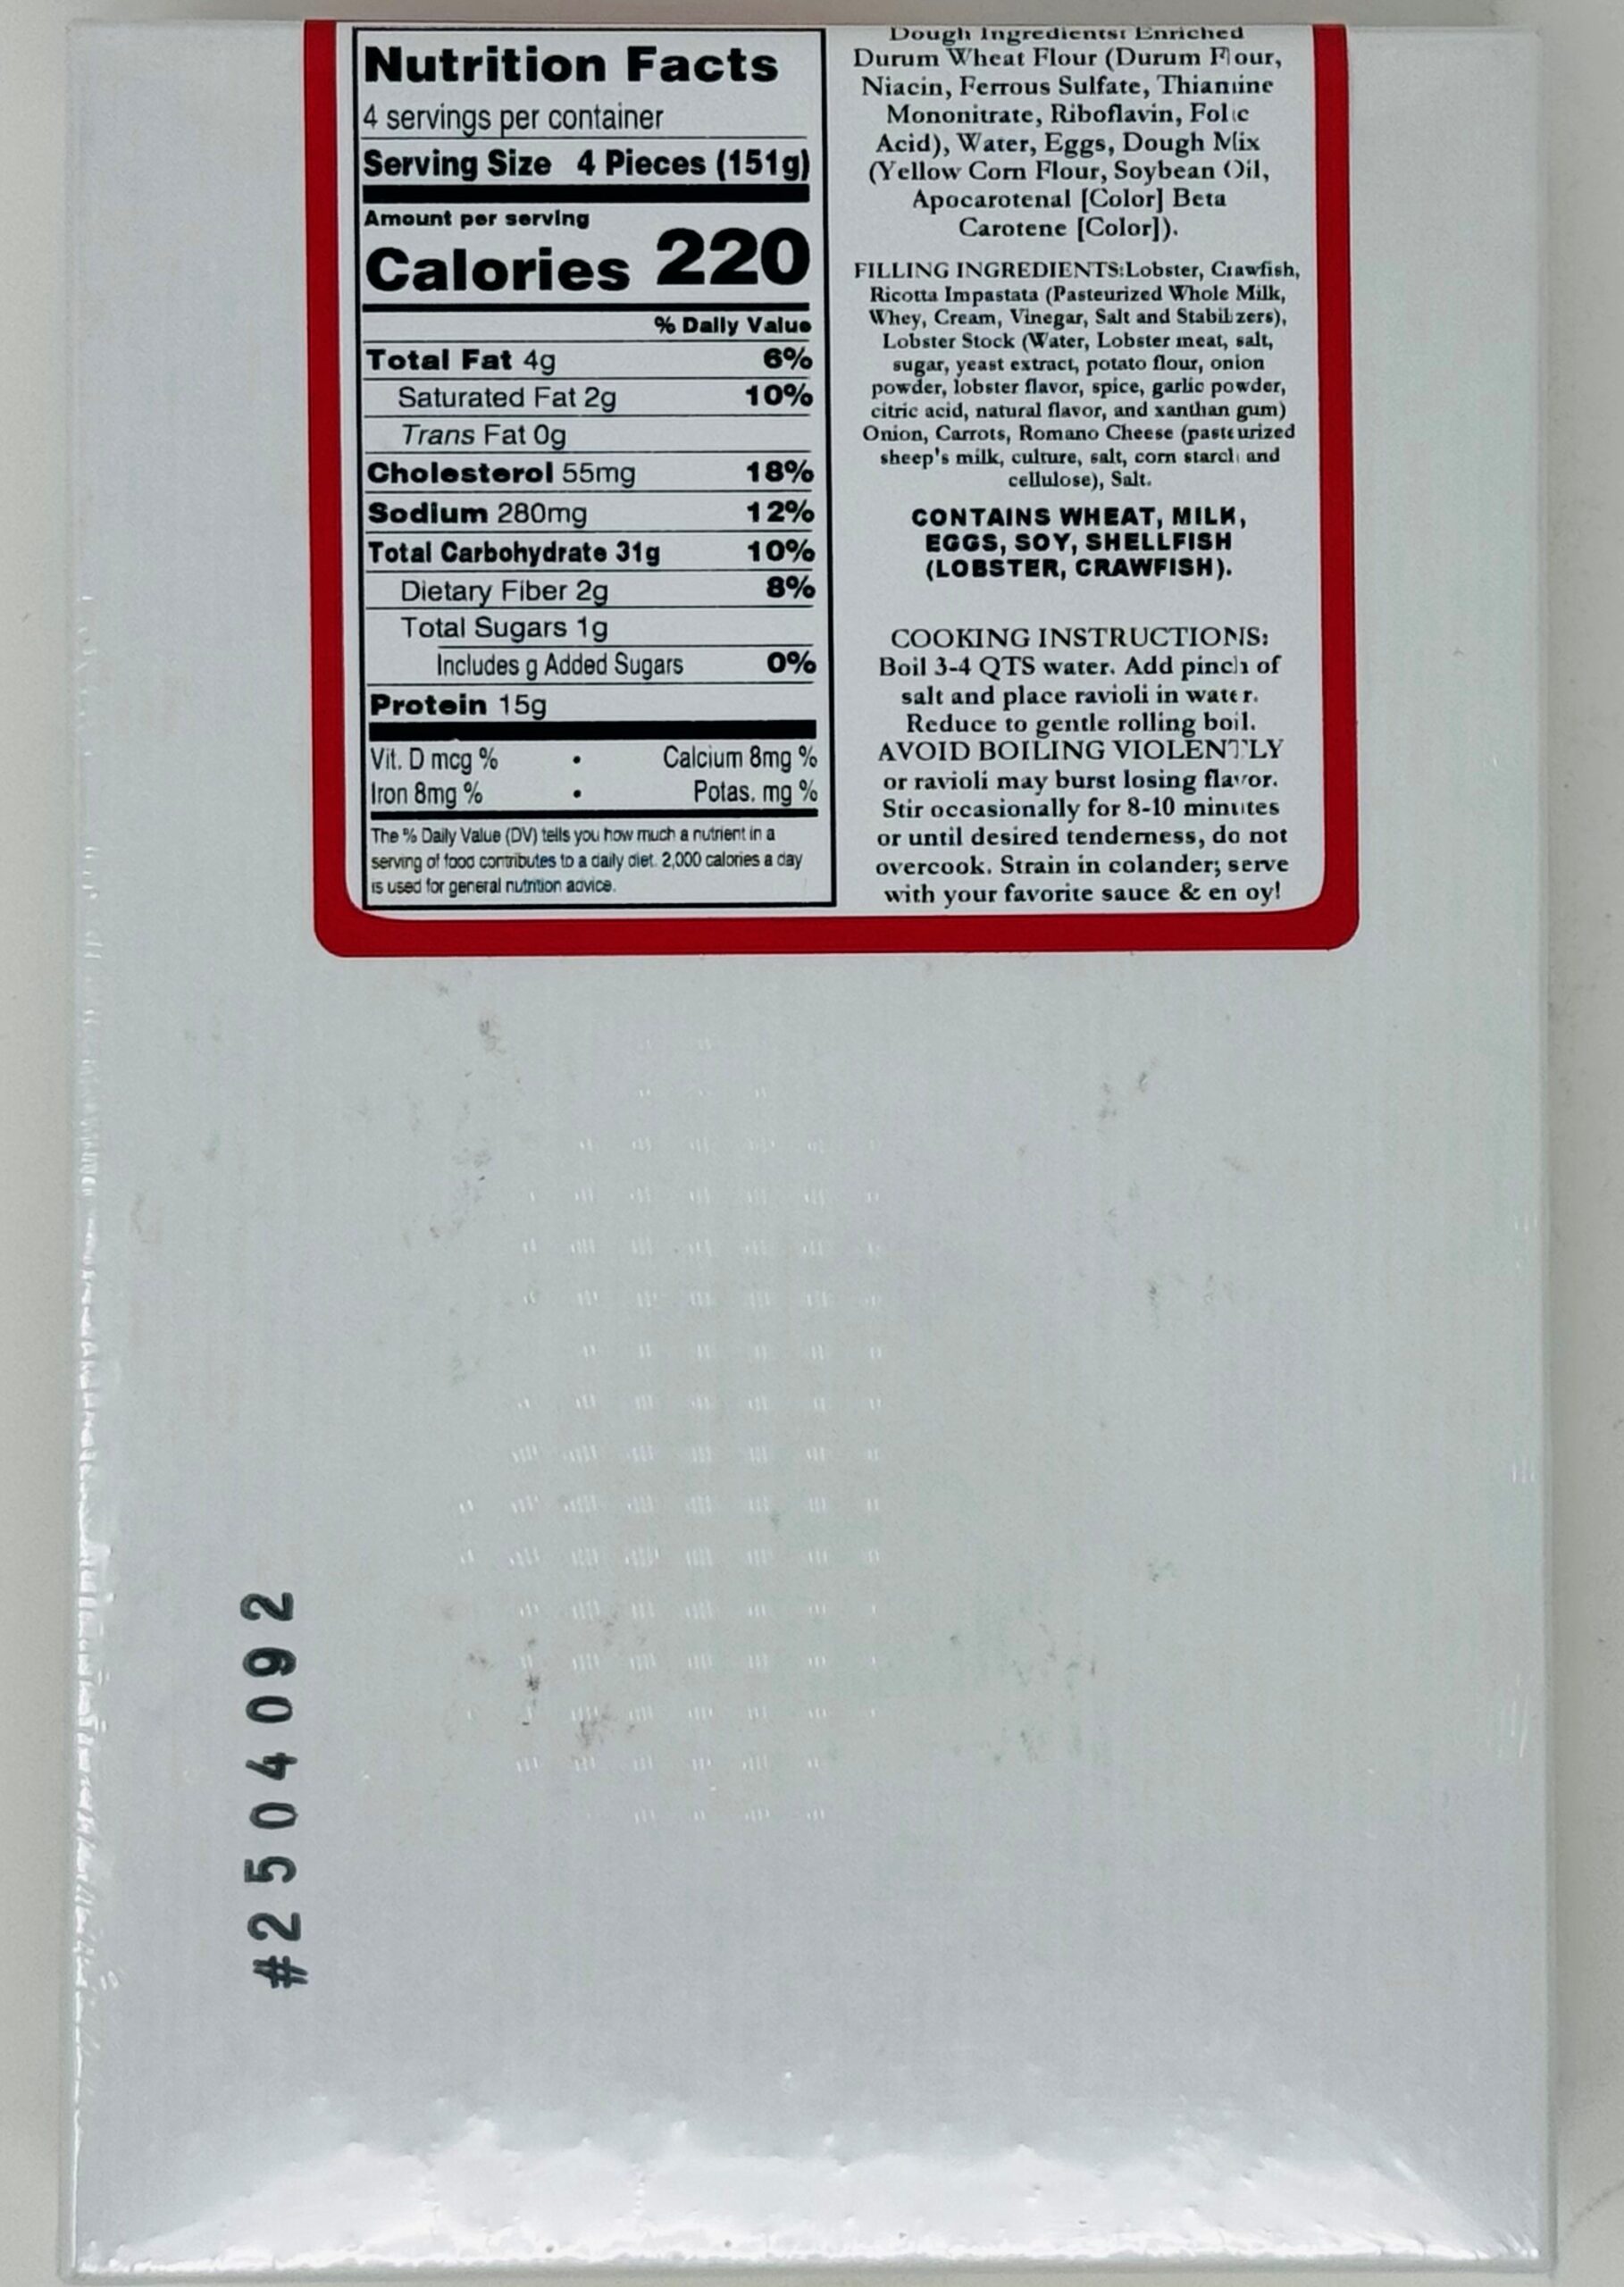 Nutrition Facts
4 servings per container
Serving Size 4 Pieces (151g)
Amount per serving
Calories 220
% Daily Value
Total Fat 4g 6%
Saturated Fat 2g 10%
Trans Fat 0g
Cholesterol 55mg 18%
Sodium 280mg 12%
Total Carbohydrate 31g 10%
Dietary Fiber 2g 8%
Total Sugars 1g
Includes g Added Sugars 0%
Protein 15g
Vit. D mcg % • Calcium 8mg %
Iron 8mg % • Potas. mg %
The % Daily Value (DV) tells you how much a nutrient in a
serving of food contributes to a daily diet. 2,000 calories a day
is used for general nutrition advice.
Dough Ingredients: Enriched
Durum Wheat Flour (Durum Flour,
Niacin, Ferrous Sulfate, Thiamine
Mononitrate, Riboflavin, Folic
Acid), Water, Eggs, Dough Mix
(Yellow Corn Flour, Soybean Oil,
Apocarotenal [Color] Beta
Carotene [Color]).
FILLING INGREDIENTS:Lobster, Crawfish,
Ricotta Impastata (Pasteurized Whole Milk,
Whey, Cream, Vinegar, Salt and Stabilizers),
Lobster Stock (Water, Lobster meat, salt,
sugar, yeast extract, potato flour, onion
powder, lobster flavor, spice, garlic powder,
citric acid, natural flavor, and xanthan gum)
Onion, Carrots, Romano Cheese (pasteurized
sheep's milk, culture, salt, corn starch and
cellulose), Salt.
CONTAINS WHEAT, MILK,
EGGS, SOY, SHELLFISH
(LOBSTER, CRAWFISH).
COOKING INSTRUCTIONS:
Boil 3-4 QTS water. Add pinch of
salt and place ravioli in water.
Reduce to gentle rolling boil.
AVOID BOILING VIOLENTLY
or ravioli may burst losing flavor.
Stir occasionally for 8-10 minutes
or until desired tenderness, do not
overcook. Strain in colander; serve
with your favorite sauce & en oy!
#2504092